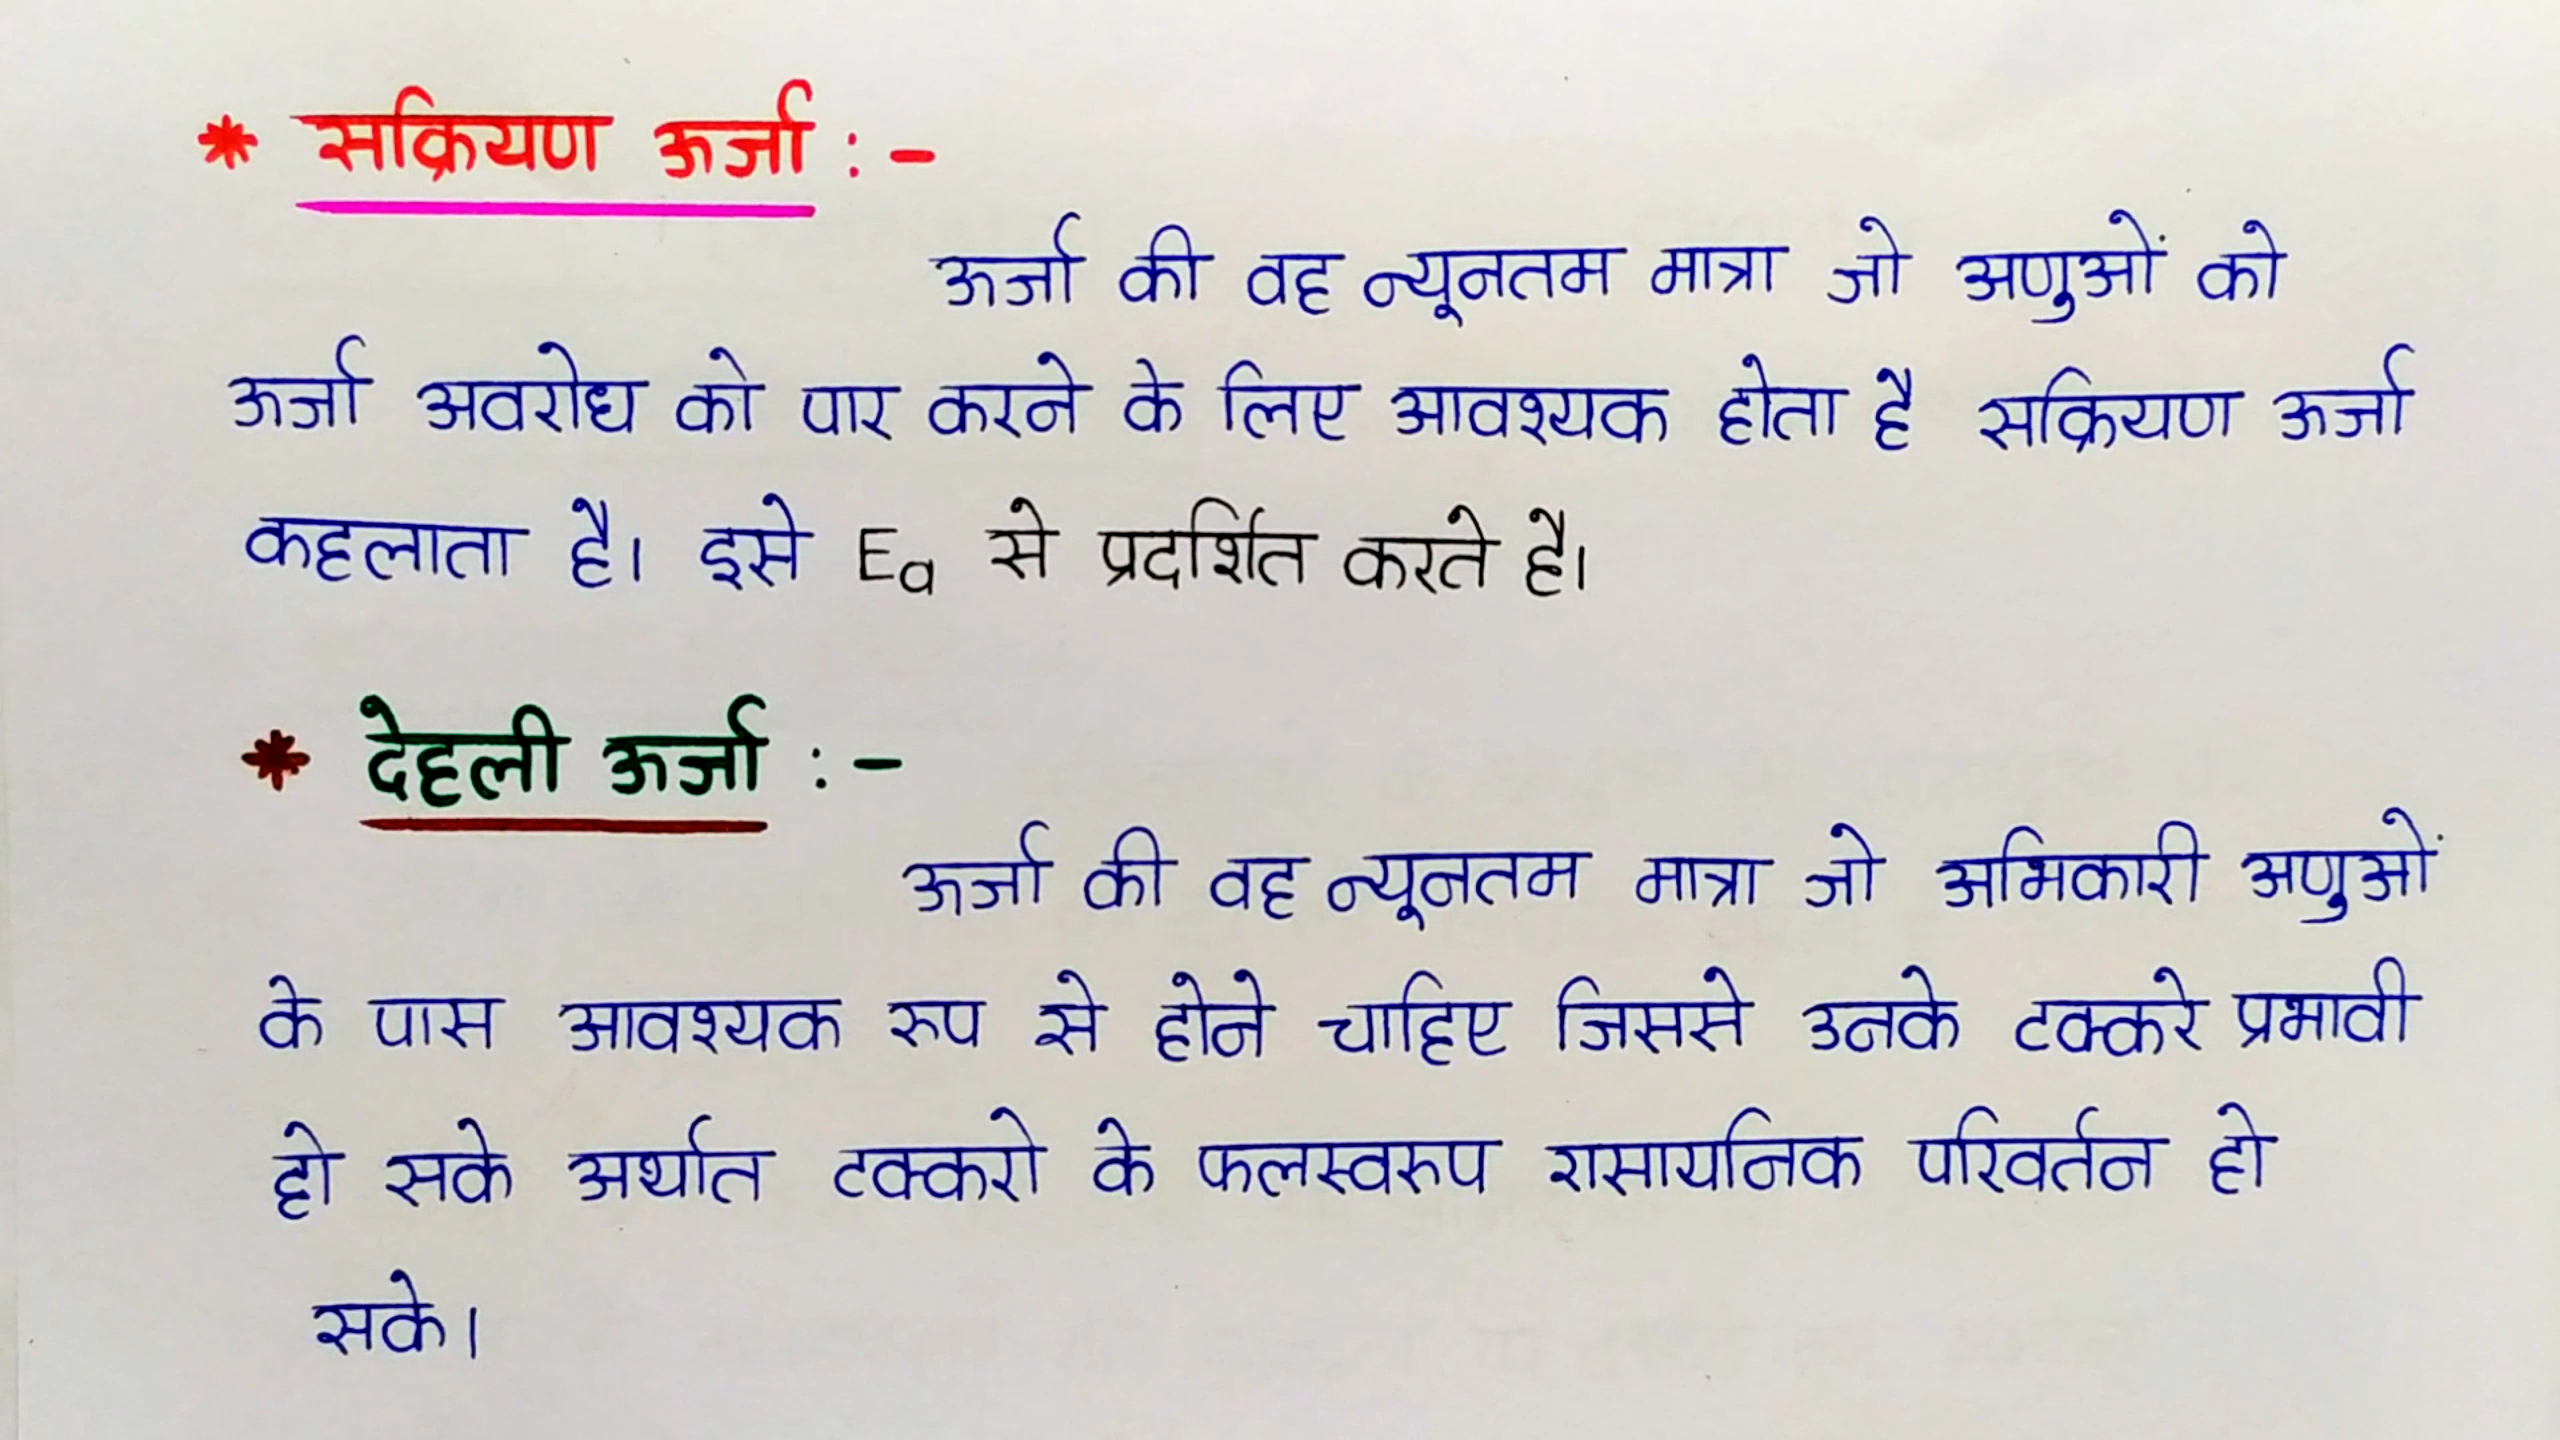 * सक्रियण ऊर्जा :-
ऊर्जा की वह न्यूनतम मात्रा जो अणुओं को
ऊर्जा अवरोध को पार करने के लिए आवश्यक होता है सक्रियण ऊर्जा
कहलाता है। इसे Ea से प्रदर्शित करते है।
* देहली ऊर्जा :-
ऊर्जा की वह न्यूनतम मात्रा जो अभिकारी अणुओं
के पास आवश्यक रुप से होने चाहिए जिससे उनके टक्करे प्रभावी
हो सके अर्थात टक्करो के फलस्वरुप रासायनिक परिवर्तन हो
सके।